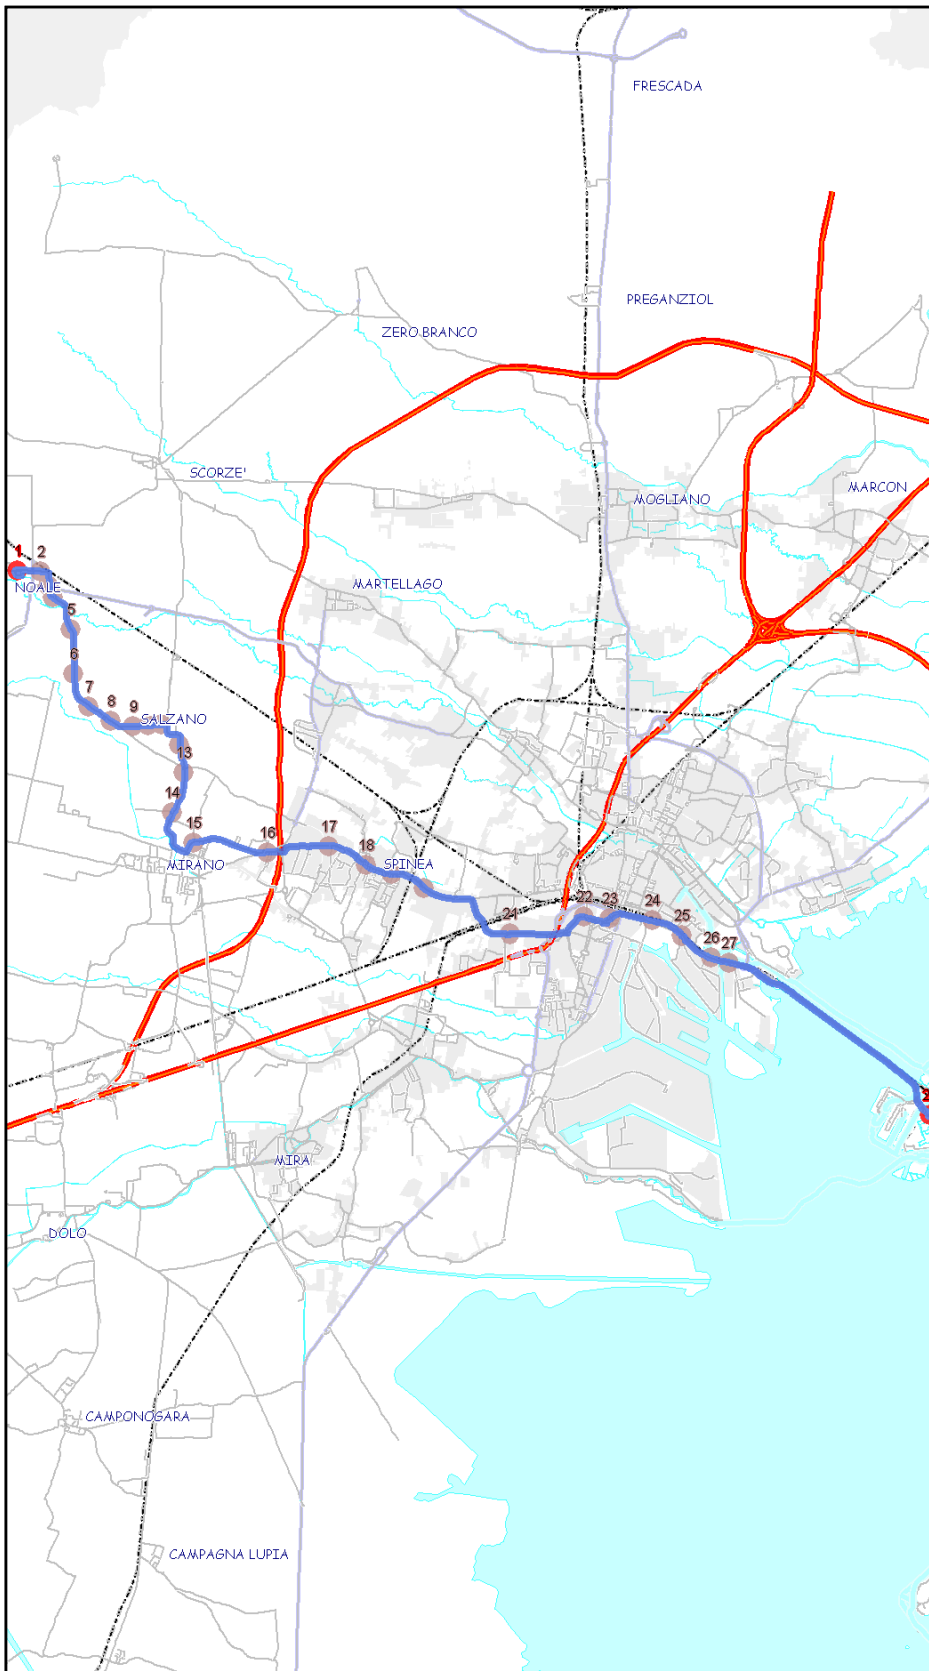 FRESCADA
PREGANZIOL
ZERO BRANCO
SCORZE'
MOGLIANO
MARCON
1
2
MARTELLAGO
NOALE
5
6
7
8
9
SALZANO
13
14
15
16
17
18
MIRANO
SPINEA
21
22
23
24
25
26
27
MIRA
DOLO
CAMPONOGARA
CAMPAGNA LUPIA